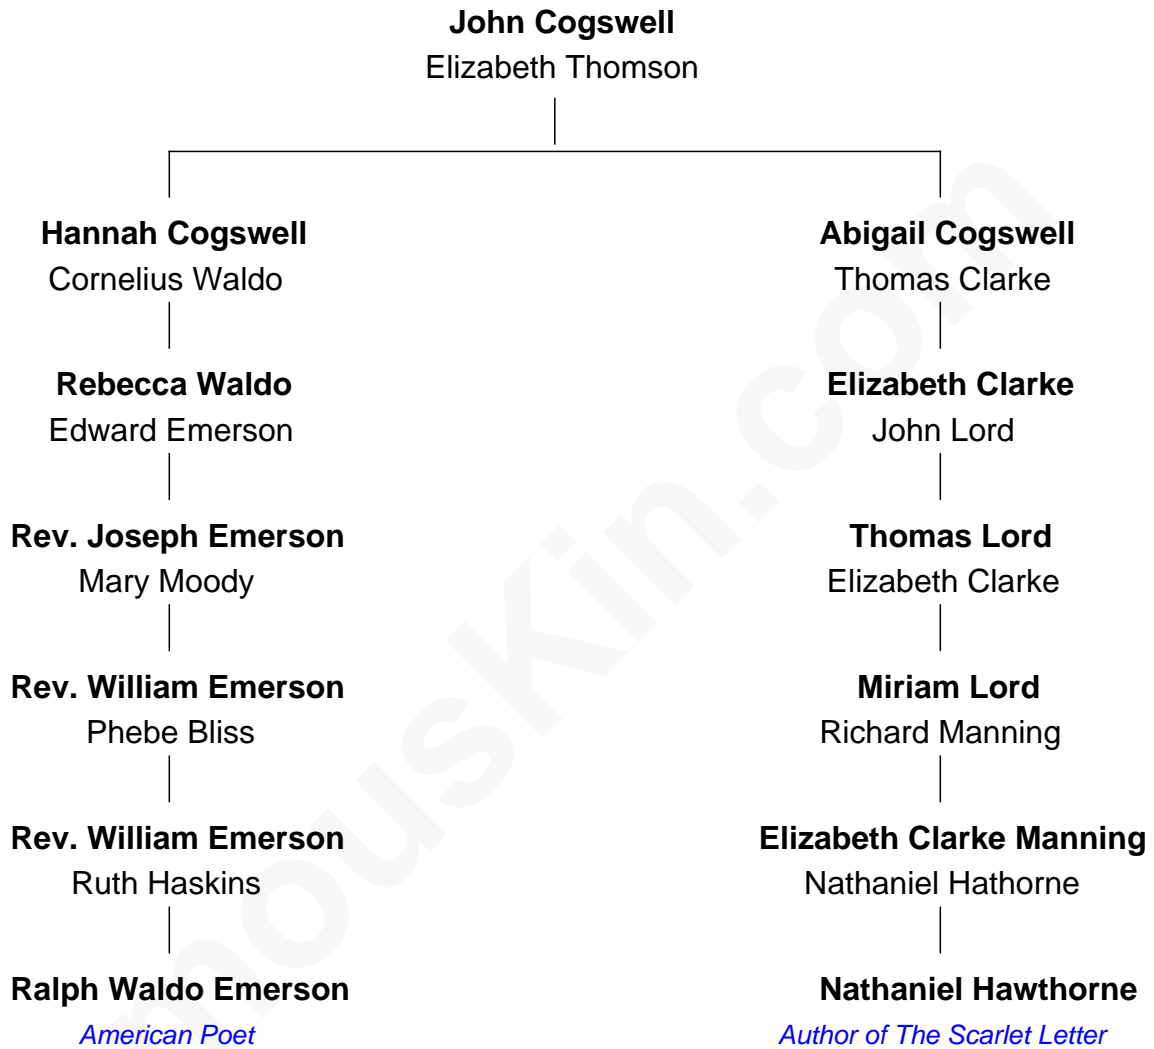 John Cogswell
Elizabeth Thomson
Hannah Cogswell
Cornelius Waldo
Rebecca Waldo
Edward Emerson
Rev. Joseph Emerson
Mary Moody
Rev. William Emerson
Phebe Bliss
Rev. William Emerson
Ruth Haskins
Ralph Waldo Emerson
American Poet
Abigail Cogswell
Thomas Clarke
Elizabeth Clarke
John Lord
Thomas Lord
Elizabeth Clarke
Miriam Lord
Richard Manning
Elizabeth Clarke Manning
Nathaniel Hathorne
Nathaniel Hawthorne
Author of The Scarlet Letter
mousKin.com